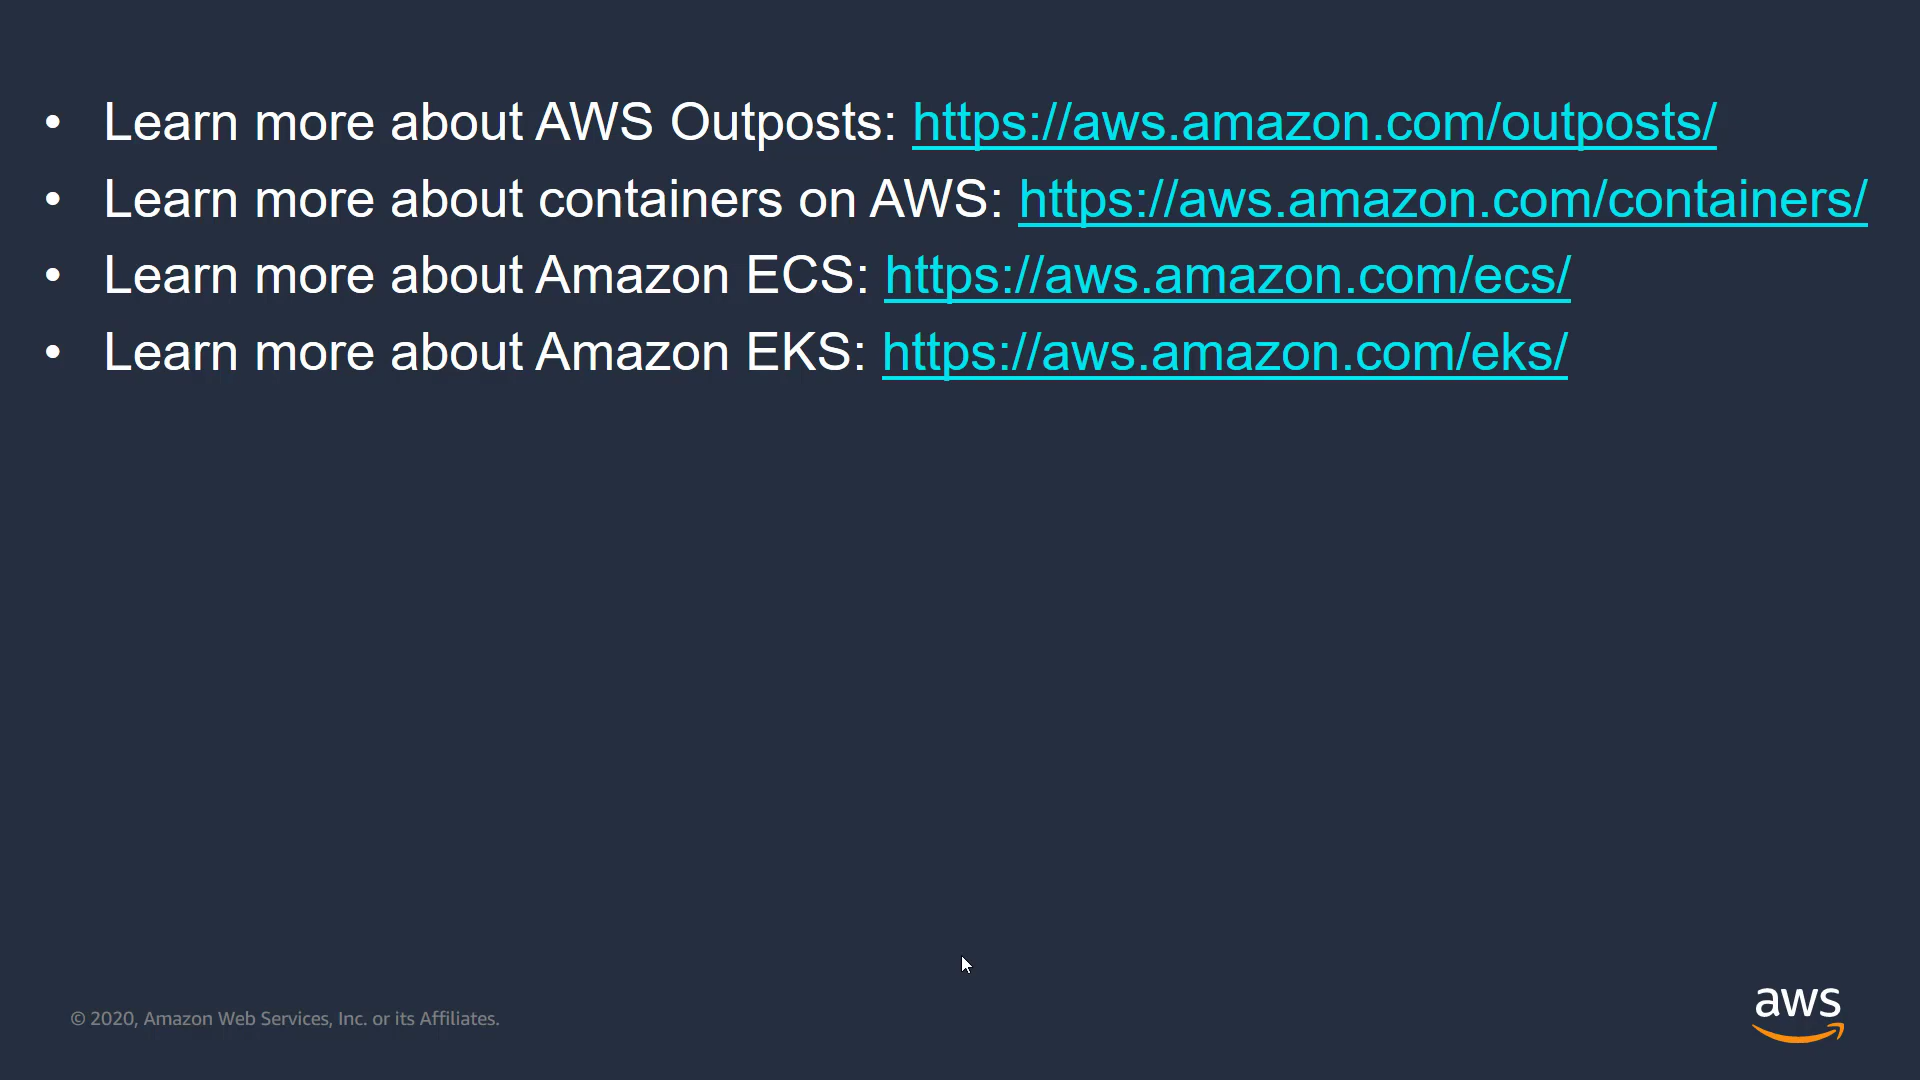 • Learn more about AWS Outposts: https://aws.amazon.com/outposts/
• Learn more about containers on AWS: https://aws.amazon.com/containers/
• Learn more about Amazon ECS: https://aws.amazon.com/ecs/
• Learn more about Amazon EKS: https://aws.amazon.com/eks/
© 2020, Amazon Web Services, Inc. or its Affiliates.
aws